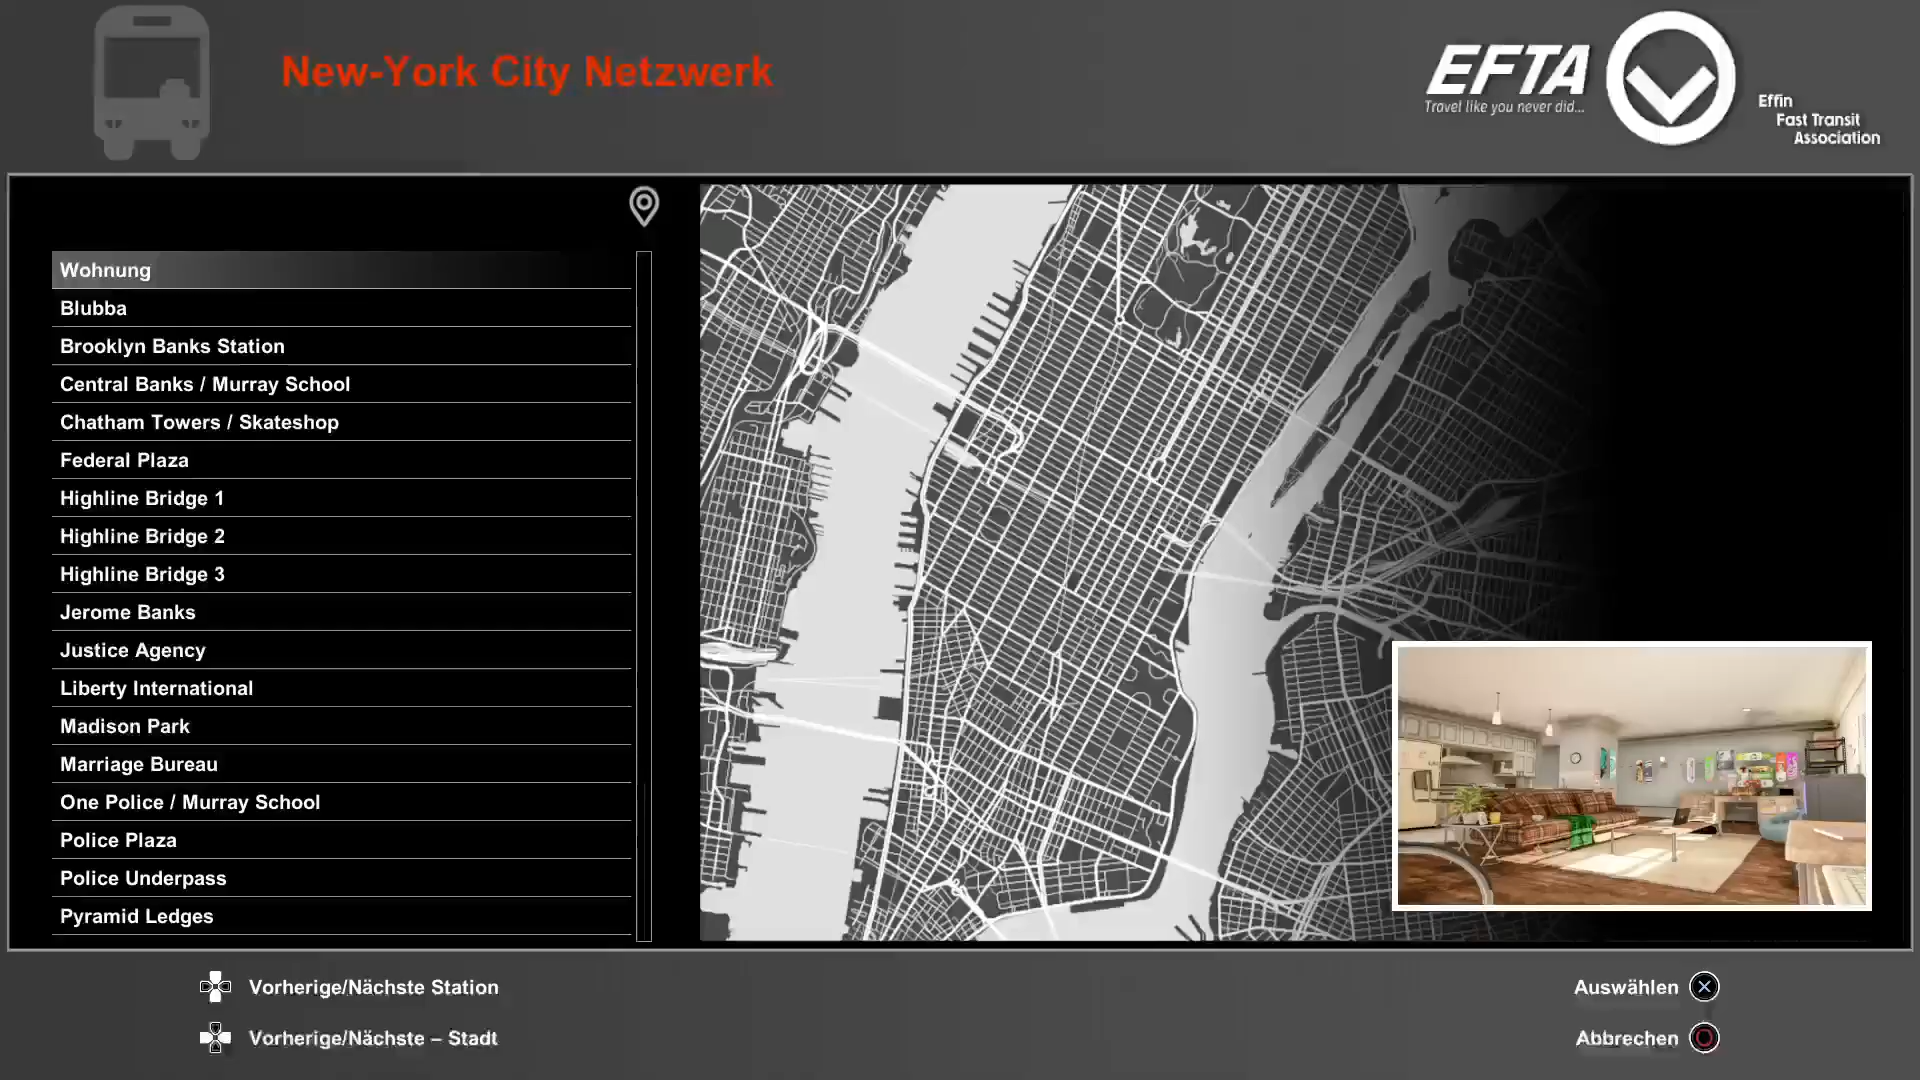 New-York City Netzwerk
EFTA
Travel like you never did...
Effin
Fast Transit
Association
Wohnung
Blubba
Brooklyn Banks Station
Central Banks / Murray School
Chatham Towers / Skateshop
Federal Plaza
Highline Bridge 1
Highline Bridge 2
Highline Bridge 3
Jerome Banks
Justice Agency
Liberty International
Madison Park
Marriage Bureau
One Police / Murray School
Police Plaza
Police Underpass
Pyramid Ledges
Vorherige/Nächste Station
Auswählen
Vorherige/Nächste – Stadt
Abbrechen